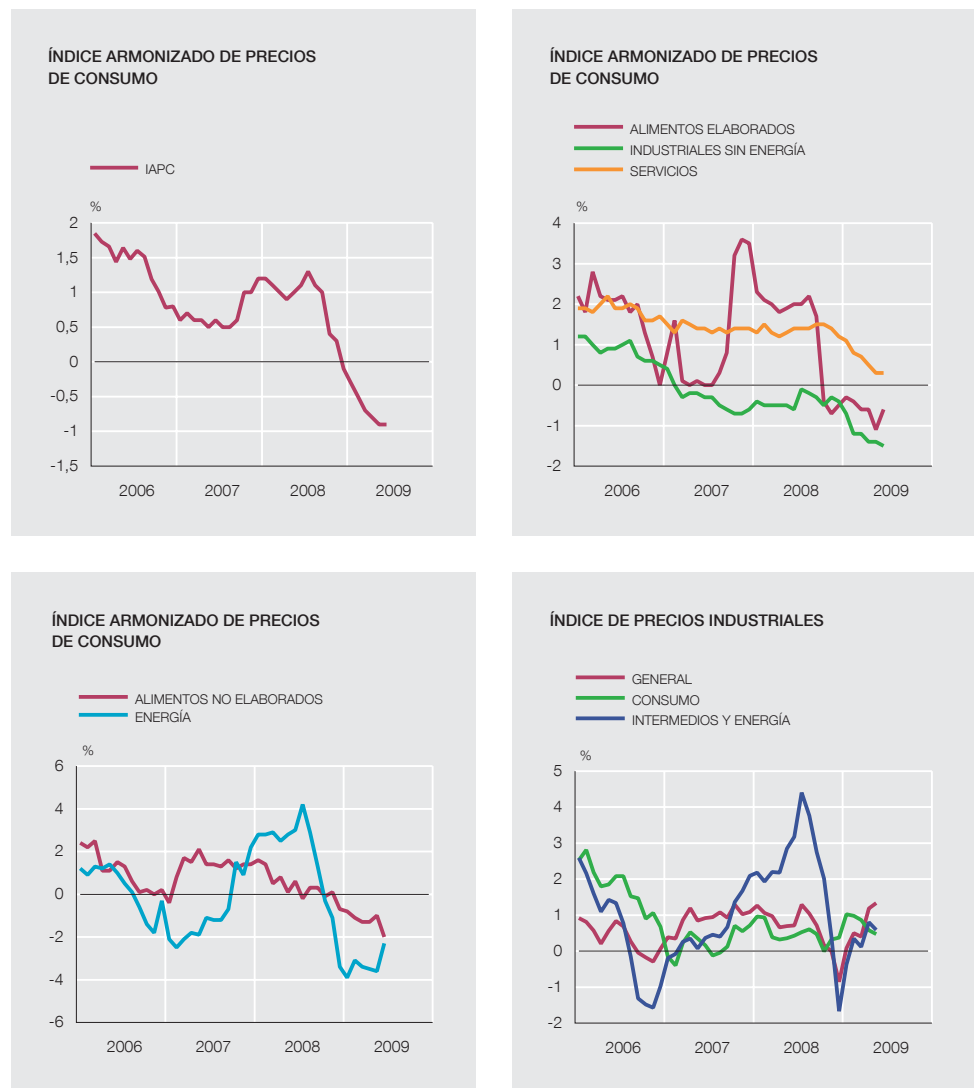 ÍNDICE ARMONIZADO DE PRECIOS
DE CONSUMO
IAPC
%
2
1,5
1
0,5
0
-0,5
-1
-1,5
2006 2007 2008 2009
ÍNDICE ARMONIZADO DE PRECIOS
DE CONSUMO
ALIMENTOS ELABORADOS
INDUSTRIALES SIN ENERGÍA
SERVICIOS
%
4
3
2
1
0
-1
-2
2006 2007 2008 2009
ÍNDICE ARMONIZADO DE PRECIOS
DE CONSUMO
ALIMENTOS NO ELABORADOS
ENERGÍA
%
6
4
2
0
-2
-4
-6
2006 2007 2008 2009
ÍNDICE DE PRECIOS INDUSTRIALES
GENERAL
CONSUMO
INTERMEDIOS Y ENERGÍA
%
5
4
3
2
1
0
-1
-2
2006 2007 2008 2009